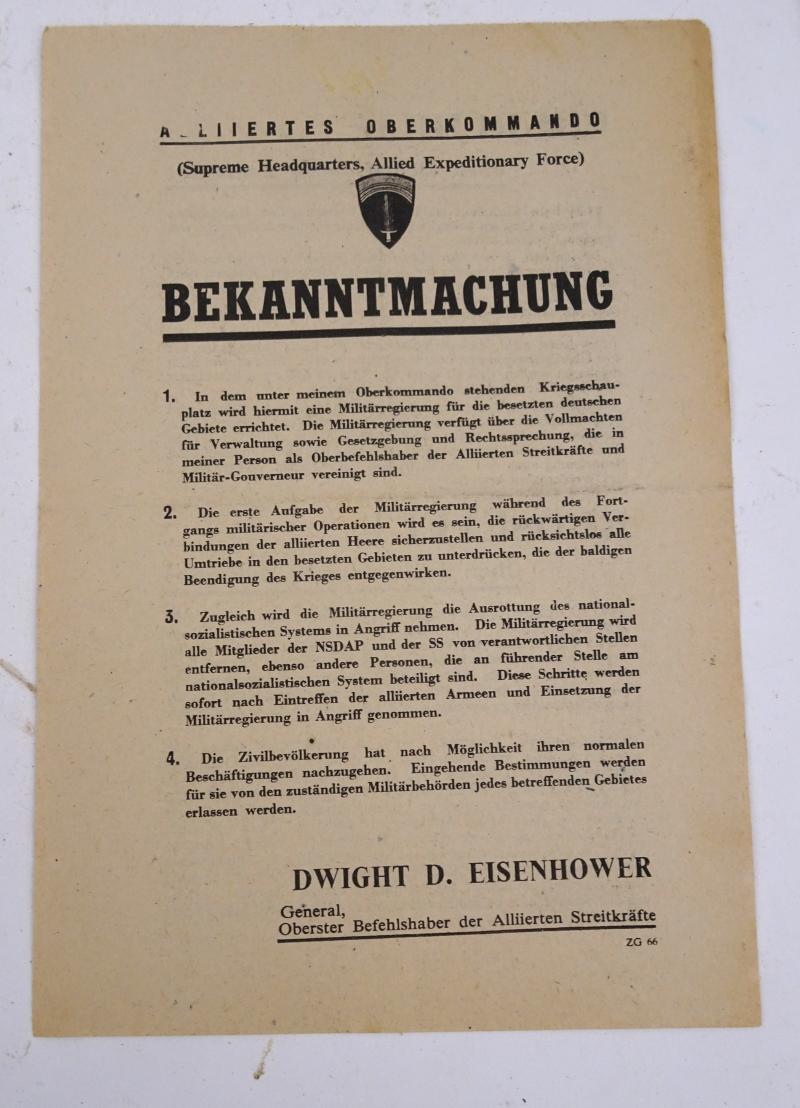 ALLIIERTES OBERKOMMANDO
(Supreme Headquarters, Allied Expeditionary Force)
BEKANNTMACHUNG
1. In dem unter meinem Oberkommando stehenden Kriegsschau-
platz wird hiermit eine Militärregierung für die besetzten deutschen
Gebiete errichtet. Die Militärregierung verfügt über die Vollmachten
für Verwaltung sowie Gesetzgebung und Rechtssprechung, die in
meiner Person als Oberbefehlshaber der Alliierten Streitkräfte und
Militär-Gouverneur vereinigt sind.
2. Die erste Aufgabe der Militärregierung während des Fort-
gangs militärischer Operationen wird es sein, die rückwärtigen Ver-
bindungen der alliierten Heere sicherzustellen und rücksichtslos alle
Umtriebe in den besetzten Gebieten zu unterdrücken, die der baldigen
Beendigung des Krieges entgegenwirken.
3. Zugleich wird die Militärregierung die Ausrottung des national-
sozialistischen Systems in Angriff nehmen. Die Militärregierung wird
alle Mitglieder der NSDAP und der SS von verantwortlichen Stellen
entfernen, ebenso andere Personen, die an führender Stelle am
nationalsozialistischen System beteiligt sind. Diese Schritte werden
sofort nach Eintreffen der alliierten Armeen und Einsetzung der
Militärregierung in Angriff genommen.
4. Die Zivilbevölkerung hat nach Möglichkeit ihren normalen
Beschäftigungen nachzugehen. Eingehende Bestimmungen werden
für sie von den zuständigen Militärbehörden jedes betreffenden Gebietes
erlassen werden.
DWIGHT D. EISENHOWER
General,
Oberster Befehlshaber der Alliierten Streitkräfte
ZG 66